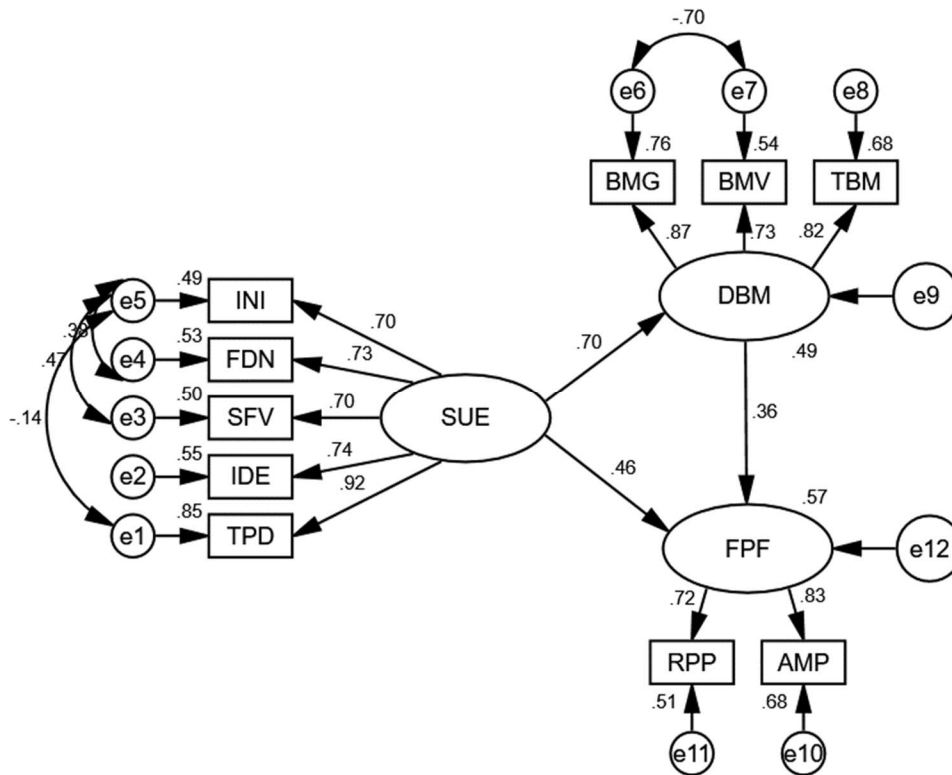 -.70
e6 e7 e8
.76 .54 .68
BMG BMV TBM
.87 .73 .82
DBM e9
.49
e5 .49 INI .70
e4 .53 FDN .73
e3 .50 SFV .70
e2 .55 IDE .74
e1 .85 TPD .92
.47
-.14
SUE
.70
.46
.36
.57
FPF e12
.72 .83
RPP AMP
.51 .68
e11 e10